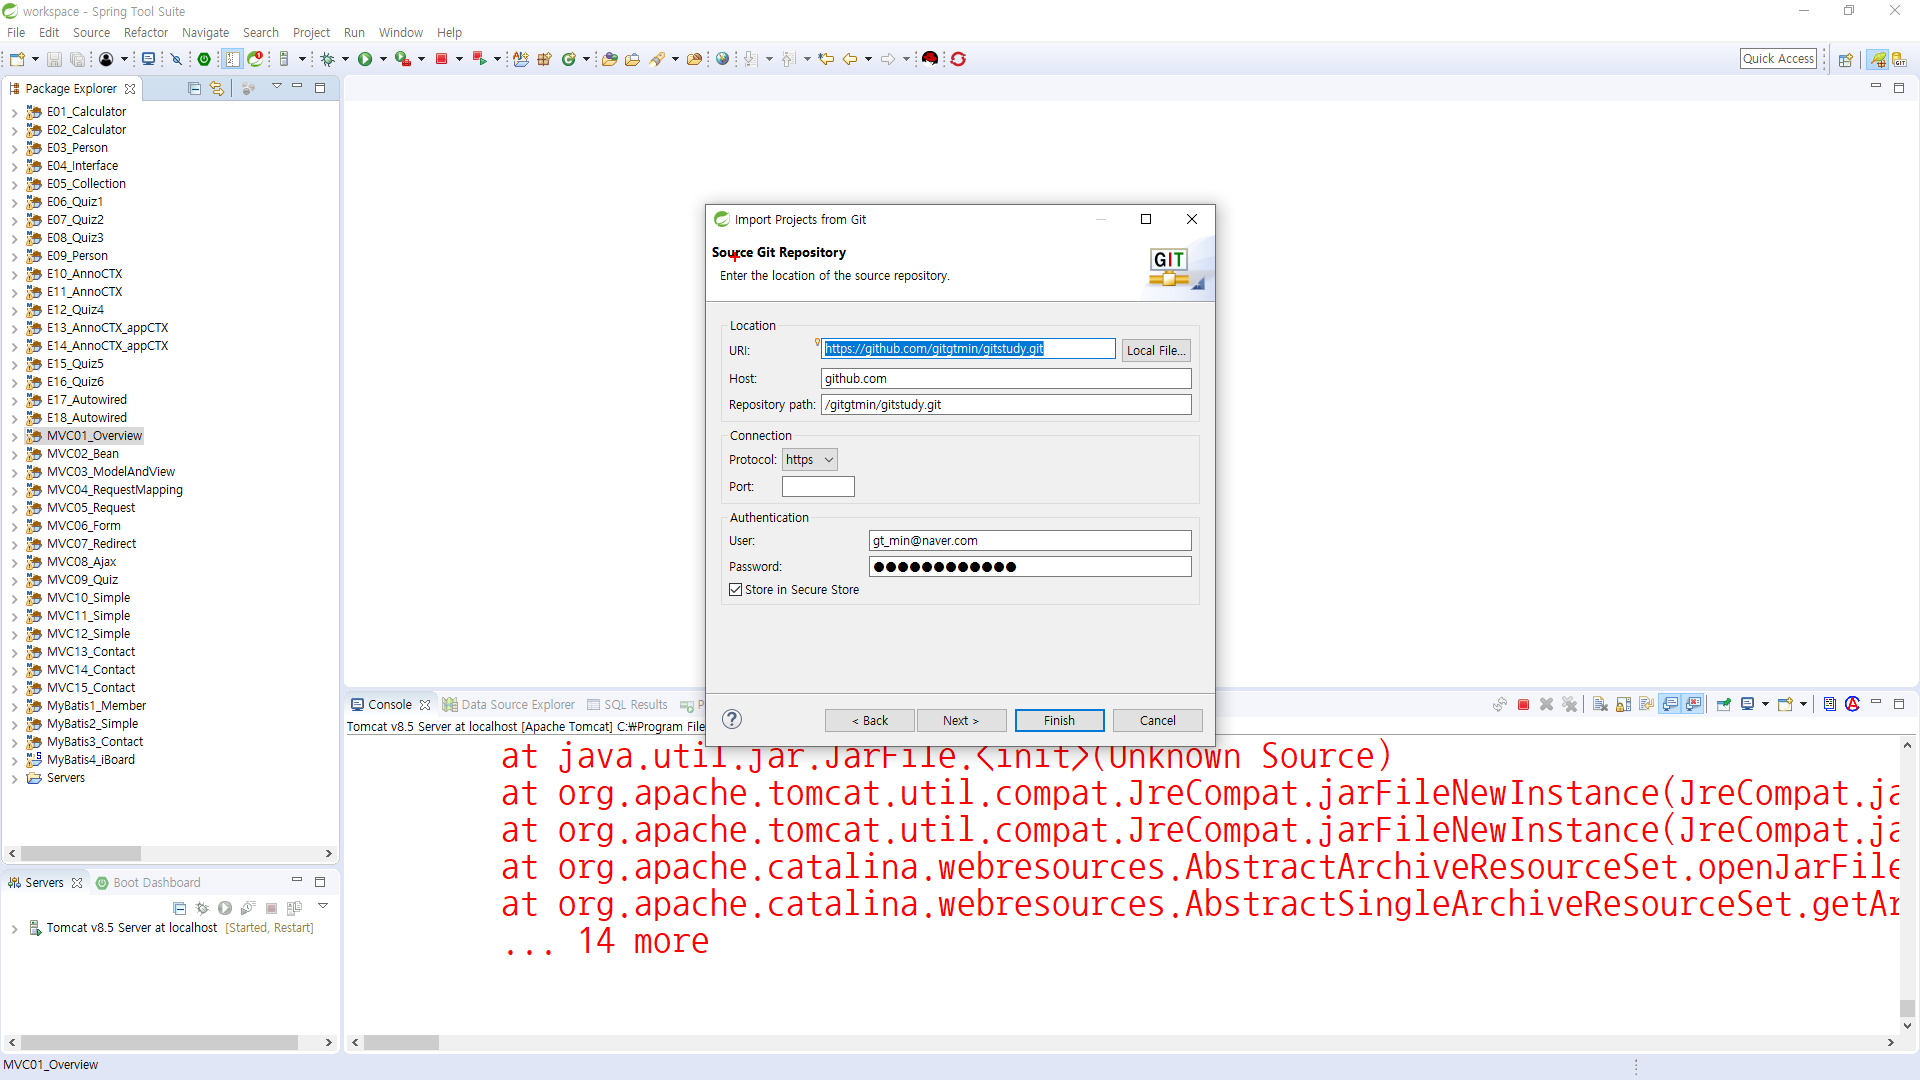 workspace - Spring Tool Suite
File Edit Source Refactor Navigate Search Project Run Window Help
Quick Access
Package Explorer
E01_Calculator
E02_Calculator
E03_Person
E04_Interface
E05_Collection
E06_Quiz1
E07_Quiz2
E08_Quiz3
E09_Person
E10_AnnoCTX
E11_AnnoCTX
E12_Quiz4
E13_AnnoCTX_appCTX
E14_AnnoCTX_appCTX
E15_Quiz5
E16_Quiz6
E17_Autowired
E18_Autowired
MVC01_Overview
MVC02_Bean
MVC03_ModelAndView
MVC04_RequestMapping
MVC05_Request
MVC06_Form
MVC07_Redirect
MVC08_Ajax
MVC09_Quiz
MVC10_Simple
MVC11_Simple
MVC12_Simple
MVC13_Contact
MVC14_Contact
MVC15_Contact
MyBatis1_Member
MyBatis2_Simple
MyBatis3_Contact
MyBatis4_iBoard
Servers
Servers Boot Dashboard
Tomcat v8.5 Server at localhost [Started, Restart]
MVC01_Overview
Import Projects from Git
Source Git Repository
Enter the location of the source repository.
GIT
Location
URI: https://github.com/gitgtmin/gitstudy.git Local File...
Host: github.com
Repository path: /gitgtmin/gitstudy.git
Connection
Protocol: https
Port:
Authentication
User: gt_min@naver.com
Password: ●●●●●●●●●●●●
Store in Secure Store
< Back Next > Finish Cancel
Console Data Source Explorer SQL Results P
Tomcat v8.5 Server at localhost [Apache Tomcat] C:₩Program File
at java.util.jar.JarFile.<init>(Unknown Source)
at org.apache.tomcat.util.compat.JreCompat.jarFileNewInstance(JreCompat.ja
at org.apache.tomcat.util.compat.JreCompat.jarFileNewInstance(JreCompat.ja
at org.apache.catalina.webresources.AbstractArchiveResourceSet.openJarFile
at org.apache.catalina.webresources.AbstractSingleArchiveResourceSet.getAr
... 14 more